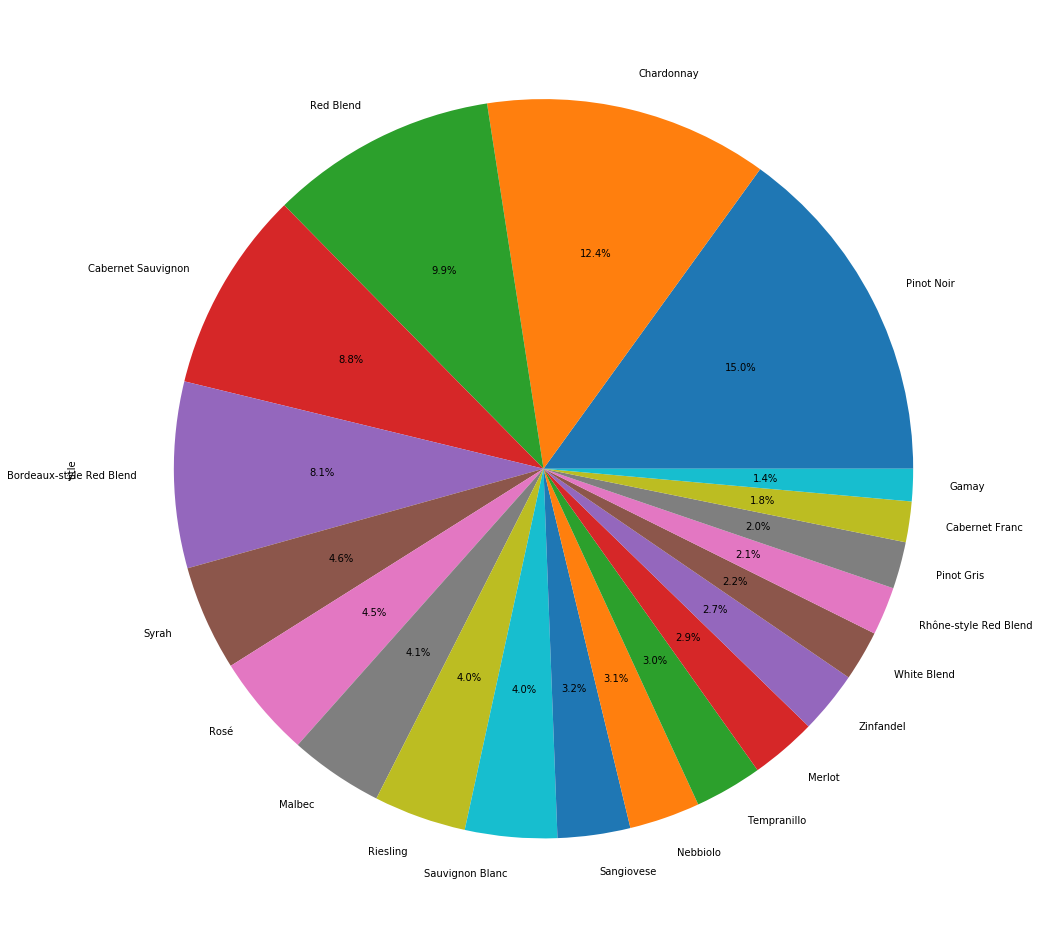 Chardonnay
Red Blend
Pinot Noir
Cabernet Sauvignon
12.4%
9.9%
8.8%
15.0%
Bordeaux-style Red Blend
8.1%
1.4%
Gamay
1.8%
Cabernet Franc
2.0%
Pinot Gris
2.1%
Rhône-style Red Blend
2.2%
White Blend
2.7%
Zinfandel
2.9%
Merlot
3.0%
Tempranillo
3.1%
Nebbiolo
3.2%
Sangiovese
4.0%
Sauvignon Blanc
4.0%
Riesling
4.1%
Malbec
4.5%
Rosé
4.6%
Syrah